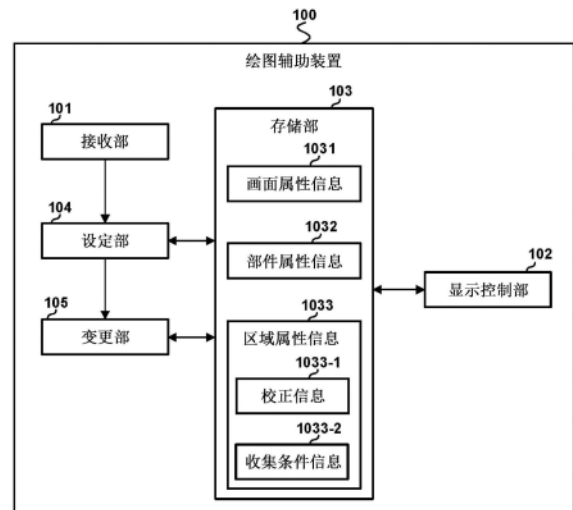 100
绘图辅助装置
103
101
存储部
接收部
1031
画面属性信息
104
设定部
1032
部件属性信息
102
显示控制部
105
变更部
1033
区域属性信息
1033-1
校正信息
1033-2
收集条件信息